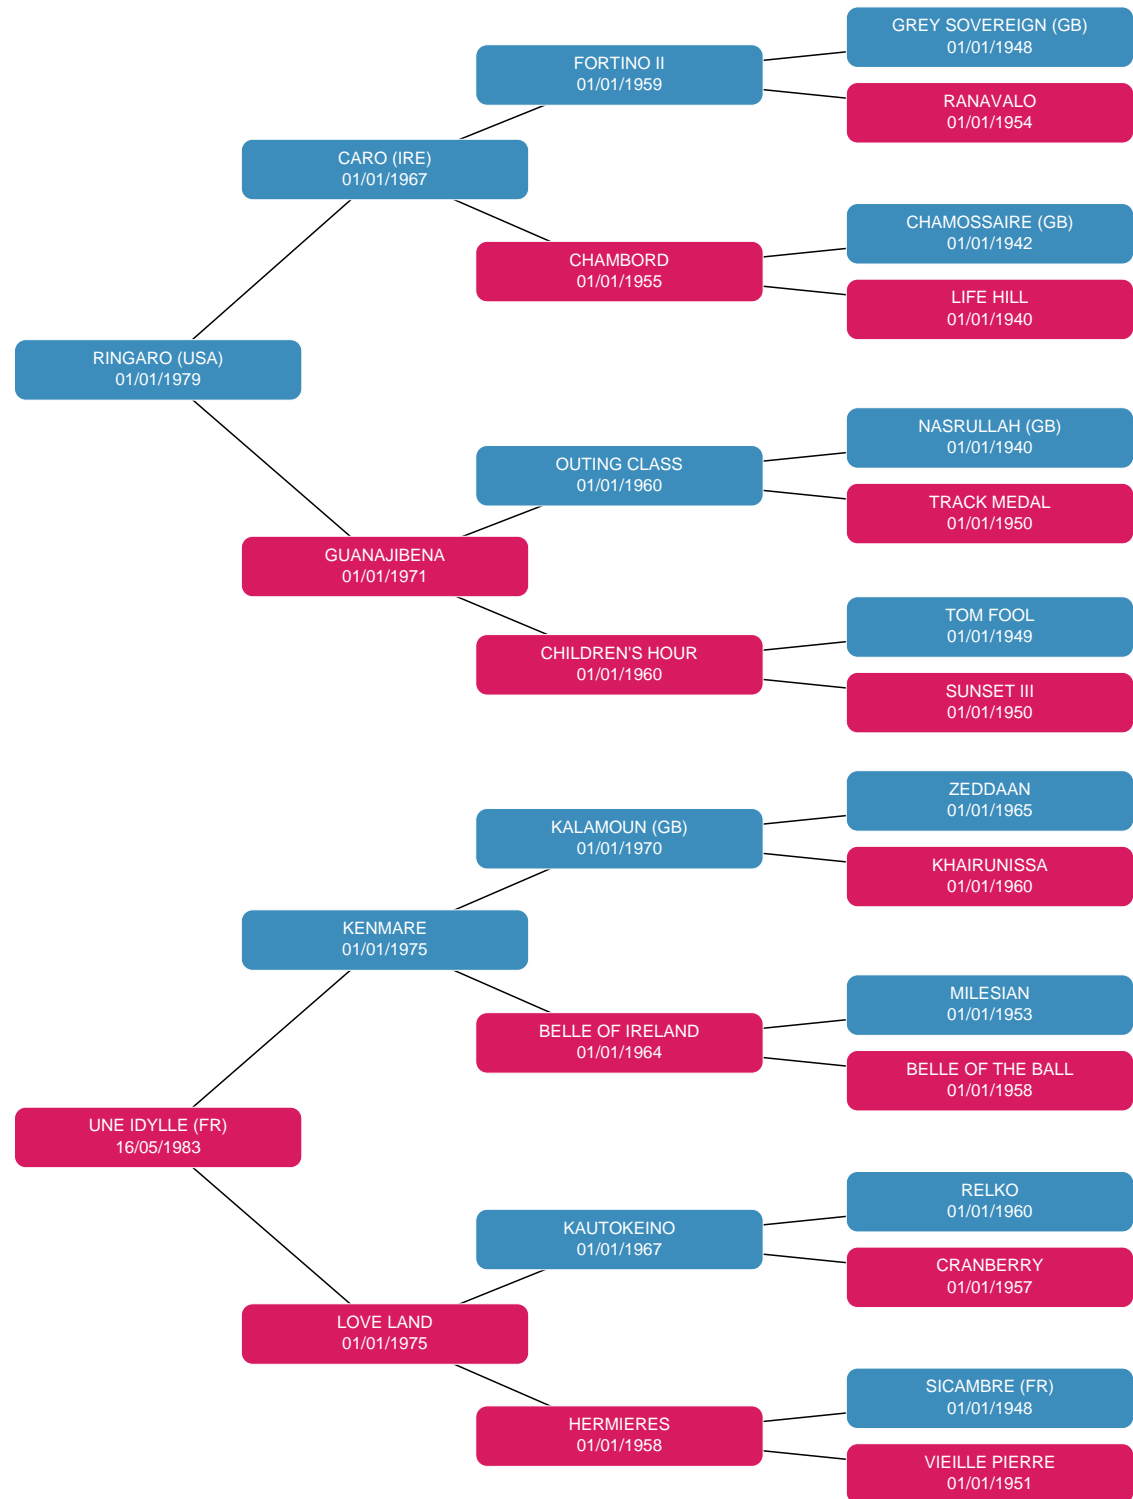 GREY SOVEREIGN (GB)
01/01/1948
FORTINO II
01/01/1959
RANAVALO
01/01/1954
CARO (IRE)
01/01/1967
CHAMOSSAIRE (GB)
01/01/1942
CHAMBORD
01/01/1955
LIFE HILL
01/01/1940
RINGARO (USA)
01/01/1979
NASRULLAH (GB)
01/01/1940
OUTING CLASS
01/01/1960
TRACK MEDAL
01/01/1950
GUANAJIBENA
01/01/1971
TOM FOOL
01/01/1949
CHILDREN'S HOUR
01/01/1960
SUNSET III
01/01/1950
ZEDDAAN
01/01/1965
KALAMOUN (GB)
01/01/1970
KHAIRUNISSA
01/01/1960
KENMARE
01/01/1975
MILESIAN
01/01/1953
BELLE OF IRELAND
01/01/1964
BELLE OF THE BALL
01/01/1958
UNE IDYLLE (FR)
16/05/1983
RELKO
01/01/1960
KAUTOKEINO
01/01/1967
CRANBERRY
01/01/1957
LOVE LAND
01/01/1975
SICAMBRE (FR)
01/01/1948
HERMIERES
01/01/1958
VIEILLE PIERRE
01/01/1951